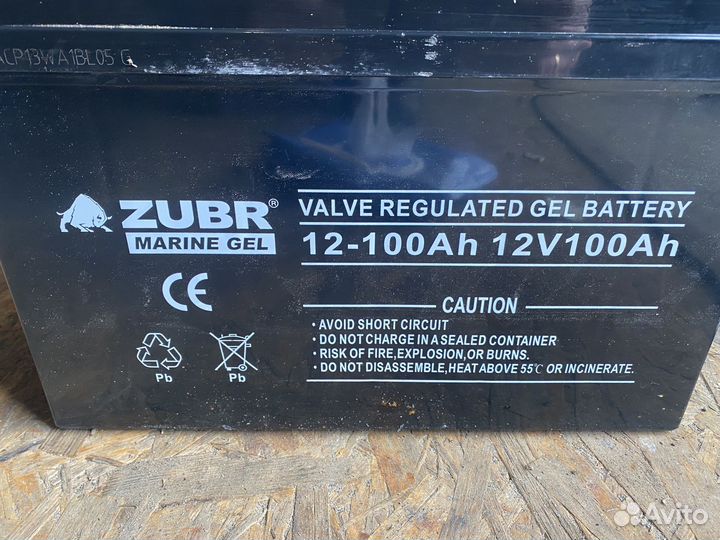 ACP13WA1BL05 G
ZUBR®
MARINE GEL
VALVE REGULATED GEL BATTERY
12-100Ah 12V100Ah
CE
CAUTION
• AVOID SHORT CIRCUIT
• DO NOT CHARGE IN A SEALED CONTAINER
• RISK OF FIRE,EXPLOSION,OR BURNS.
• DO NOT DISASSEMBLE,HEAT ABOVE 55℃ OR INCINERATE.
Pb
Pb
Avito